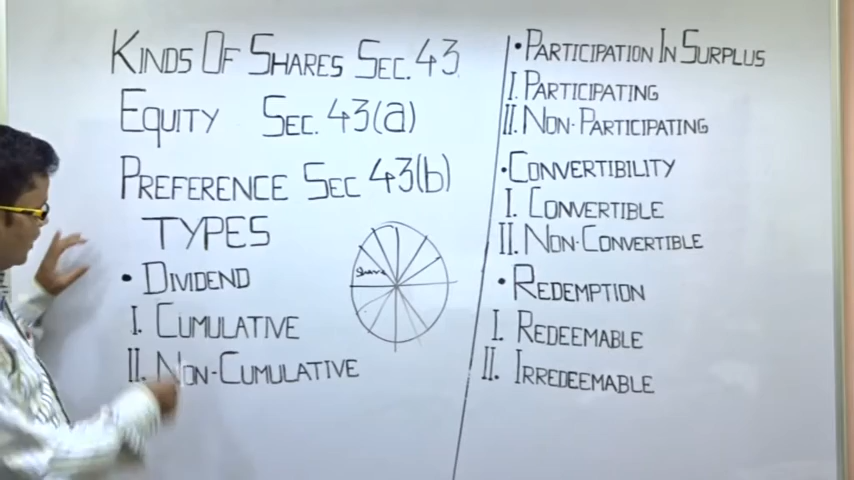 KINDS OF SHARES SEC. 43.
EQUITY SEC. 43(a)
PREFERENCE SEC 43(b)
TYPES
• DIVIDEND
I. CUMULATIVE
II. NON-CUMULATIVE
Share
• PARTICIPATION IN SURPLUS
I. PARTICIPATING
II. NON-PARTICIPATING
• CONVERTIBILITY
I. CONVERTIBLE
II. NON-CONVERTIBLE
• REDEMPTION
I. REDEEMABLE
II. IRREDEEMABLE